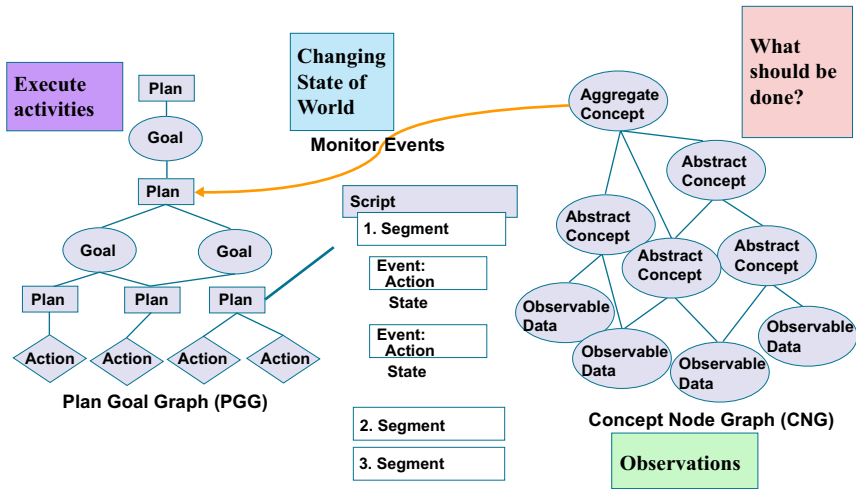 Execute
activities
Changing
State of
World
What
should be
done?
Plan
Goal
Plan
Goal
Goal
Plan
Plan
Plan
Action
Action
Action
Action
Plan Goal Graph (PGG)
Monitor Events
Script
1. Segment
Event:
Action
State
Event:
Action
State
2. Segment
3. Segment
Aggregate
Concept
Abstract
Concept
Abstract
Concept
Abstract
Concept
Abstract
Concept
Observable
Data
Observable
Data
Observable
Data
Observable
Data
Concept Node Graph (CNG)
Observations